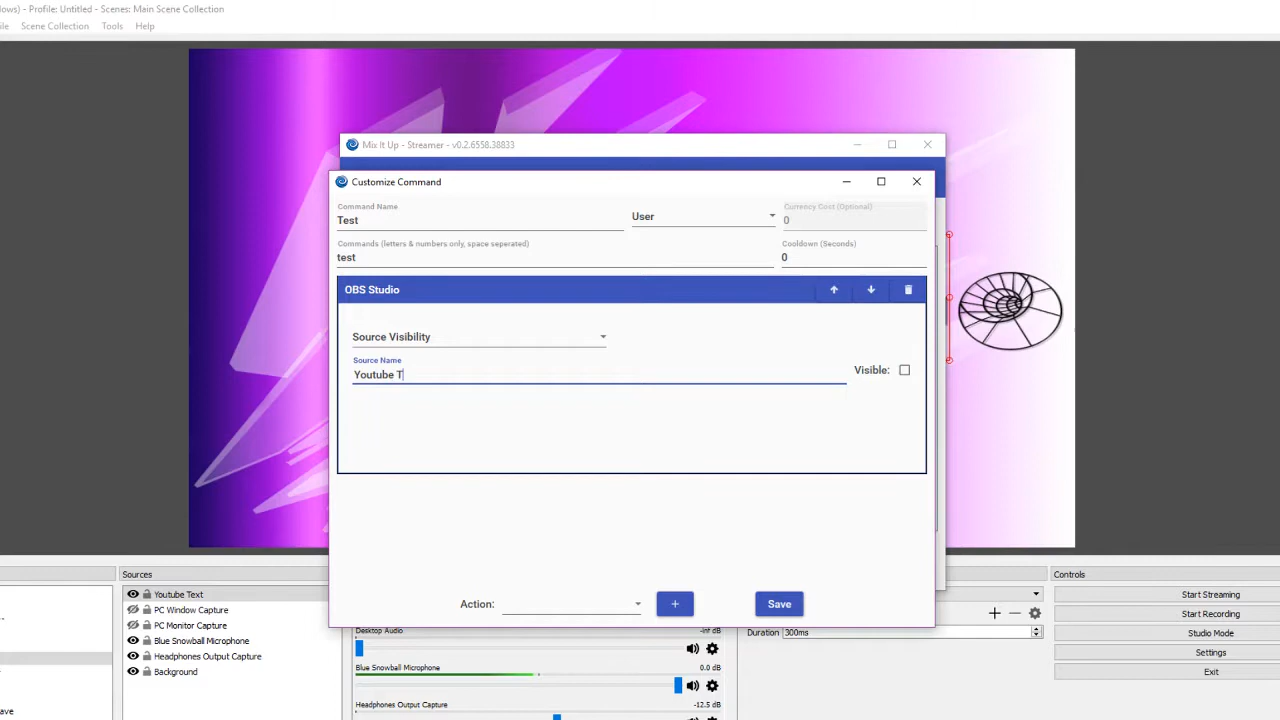 ows) - Profile: Untitled - Scenes: Main Scene Collection
ile Scene Collection Tools Help
Mix It Up - Streamer - v0.2.6558.38833
Customize Command
Command Name
Test
User
Currency Cost (Optional)
0
Commands (letters & numbers only, space seperated)
test
Cooldown (Seconds)
0
OBS Studio
Source Visibility
Source Name
Youtube T
Visible:
Action:
+
Save
Sources
Youtube Text
PC Window Capture
PC Monitor Capture
Blue Snowball Microphone
Headphones Output Capture
Background
ave
Desktop Audio
-inf dB
Blue Snowball Microphone
0.0 dB
Headphones Output Capture
-12.5 dB
Duration 300ms
Controls
Start Streaming
Start Recording
Studio Mode
Settings
Exit